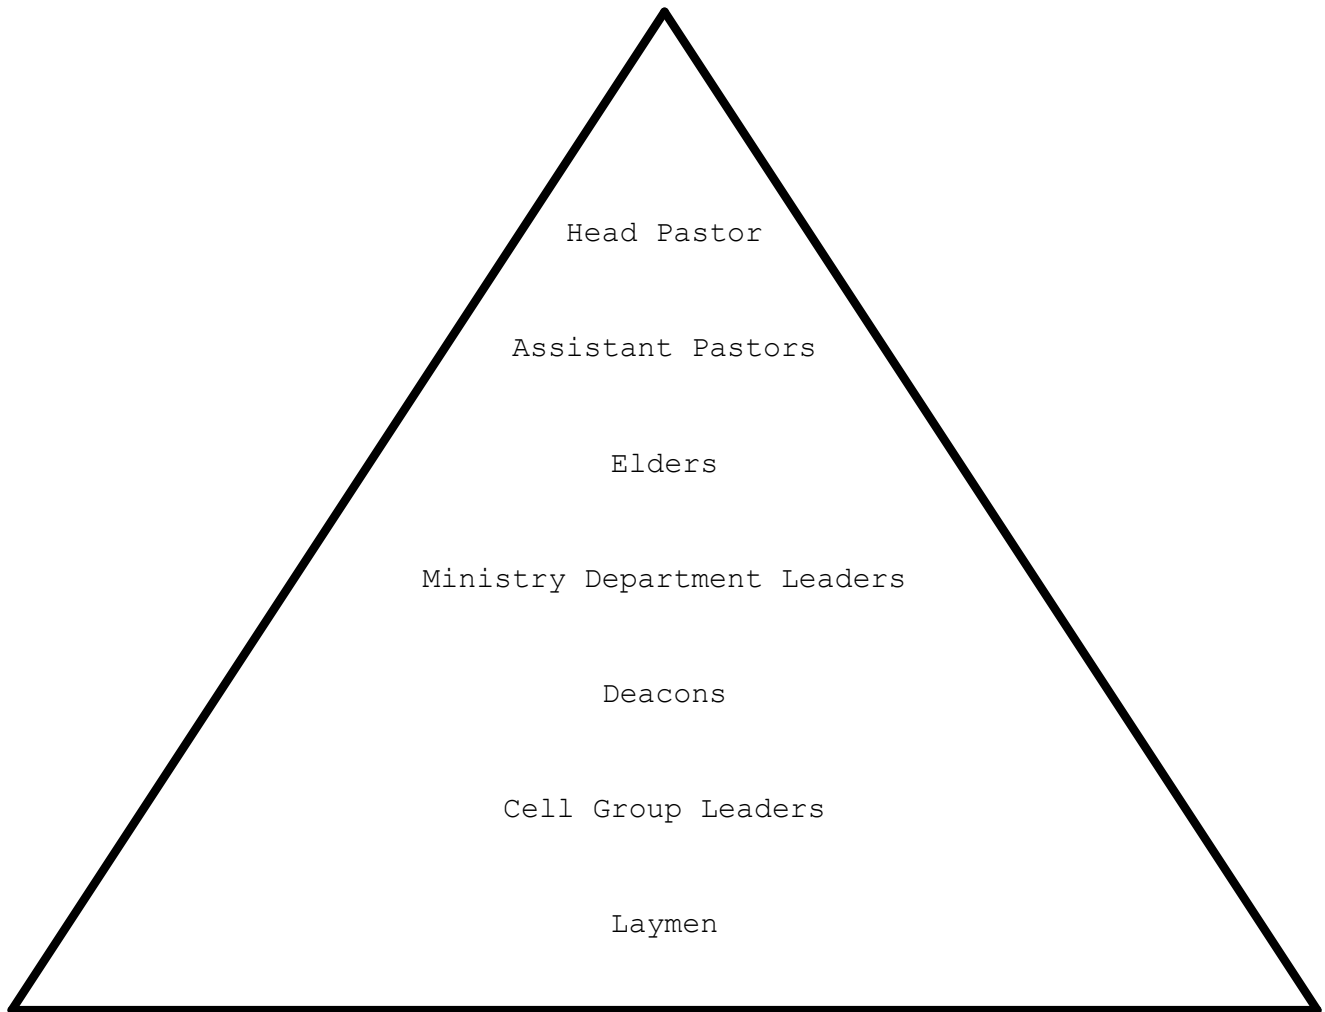 Head Pastor
Assistant Pastors
Elders
Ministry Department Leaders
Deacons
Cell Group Leaders
Laymen